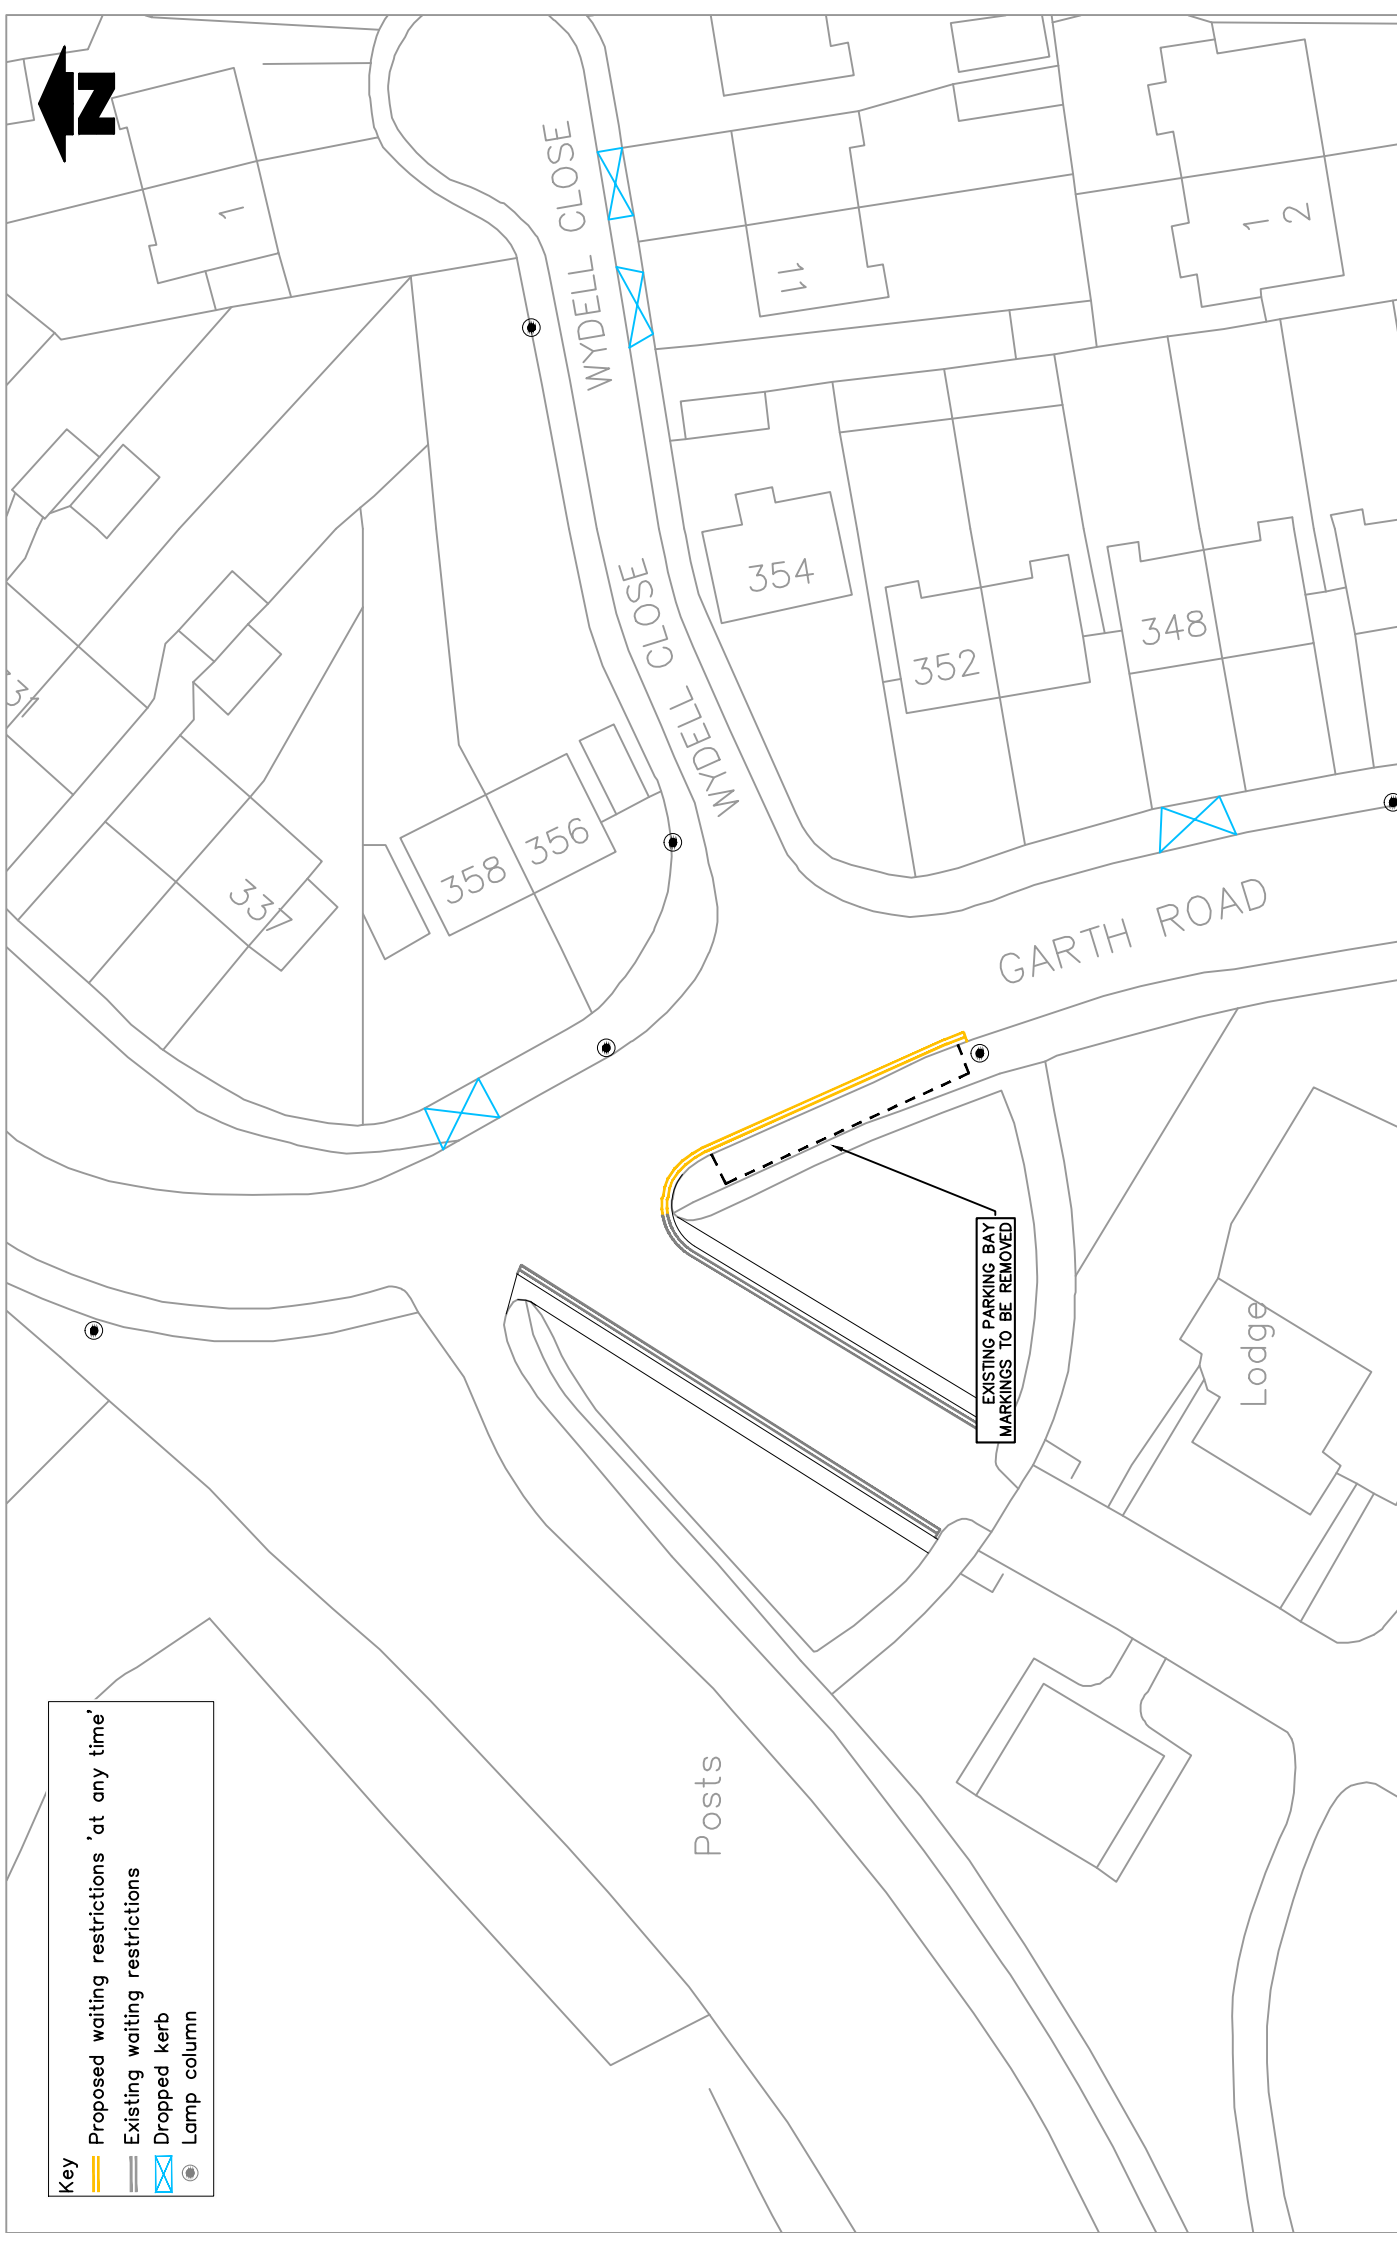 N
1
WYDELL CLOSE
11
1
2
354
352
348
WYDELL CLOSE
358
356
337
GARTH ROAD
EXISTING PARKING BAY
MARKINGS TO BE REMOVED
Lodge
Posts
Key
Proposed waiting restrictions 'at any time'
Existing waiting restrictions
Dropped kerb
Lamp column